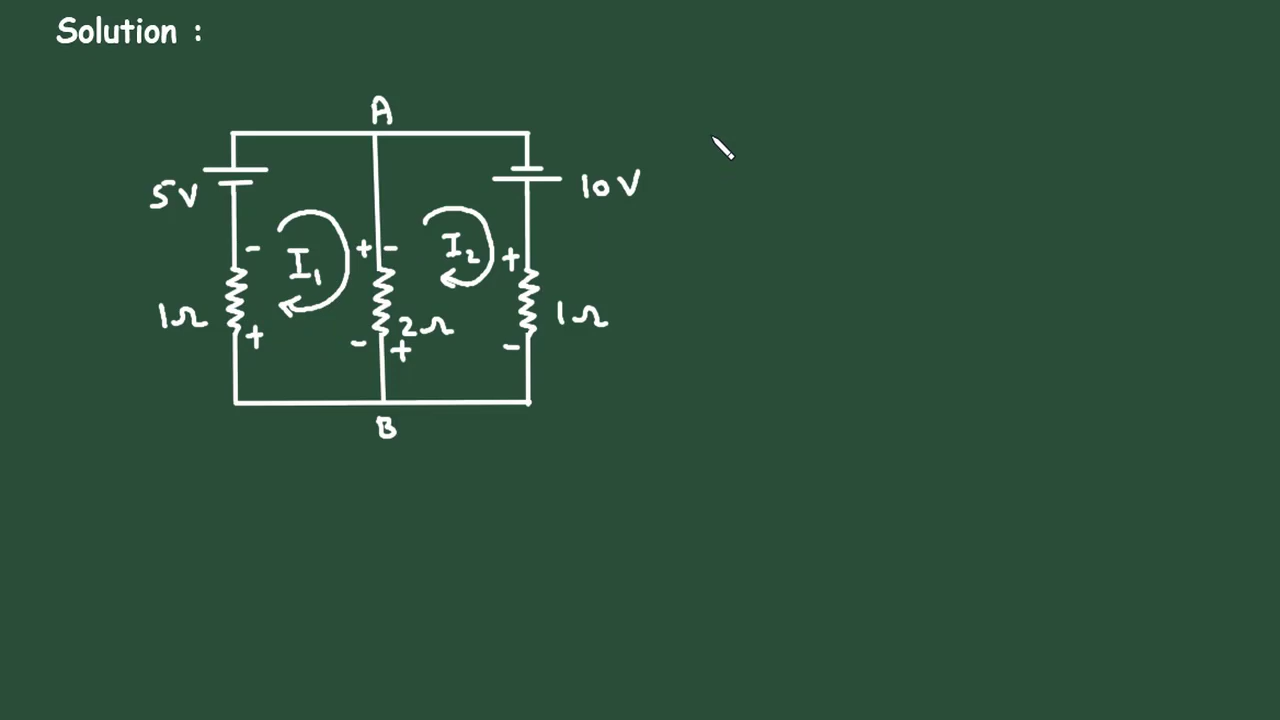 Solution :
A
5V
10V
- I₁ + - I₂ +
1Ω + - 2Ω + - 1Ω
B